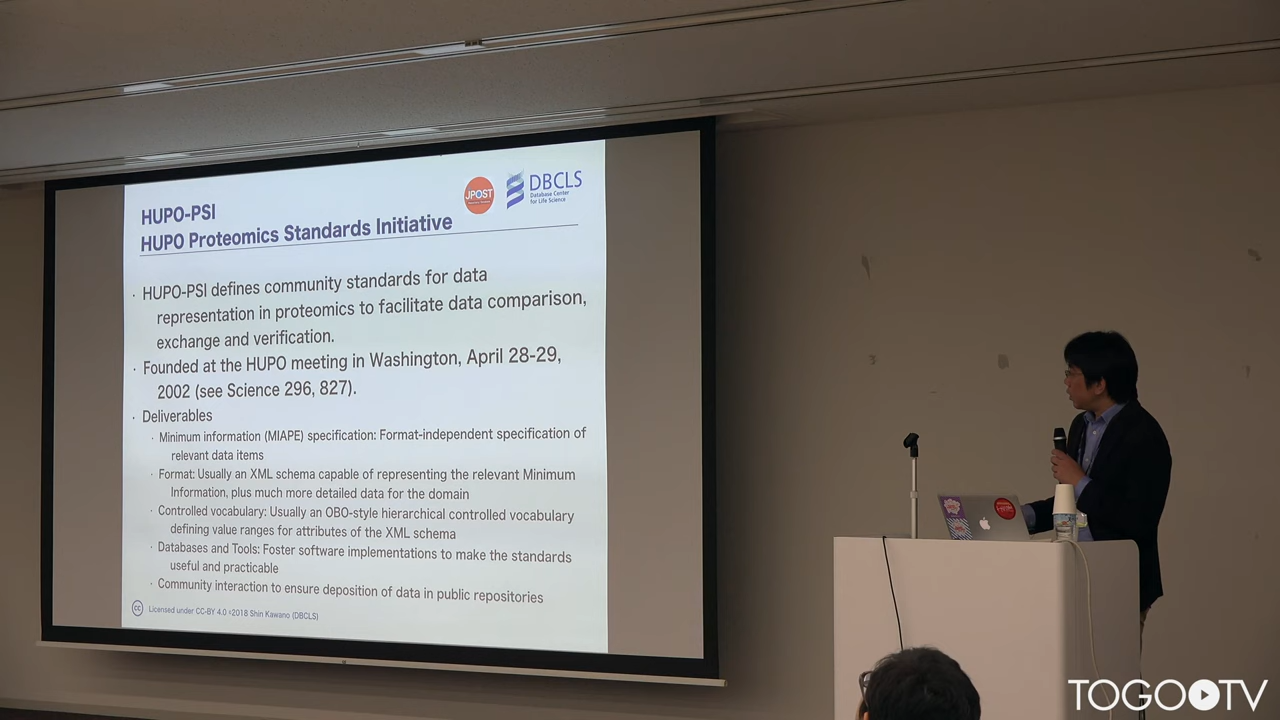 JPOST
DBCLS
Database Center
for Life Science
HUPO-PSI
HUPO Proteomics Standards Initiative
· HUPO-PSI defines community standards for data
representation in proteomics to facilitate data comparison,
exchange and verification.
· Founded at the HUPO meeting in Washington, April 28-29,
2002 (see Science 296, 827).
· Deliverables
· Minimum information (MIAPE) specification: Format-independent specification of
relevant data items
· Format: Usually an XML schema capable of representing the relevant Minimum
Information, plus much more detailed data for the domain
· Controlled vocabulary: Usually an OBO-style hierarchical controlled vocabulary
defining value ranges for attributes of the XML schema
· Databases and Tools: Foster software implementations to make the standards
useful and practicable
· Community interaction to ensure deposition of data in public repositories
cc Licensed under CC-BY 4.0 ©2018 Shin Kawano (DBCLS)
TOGO TV